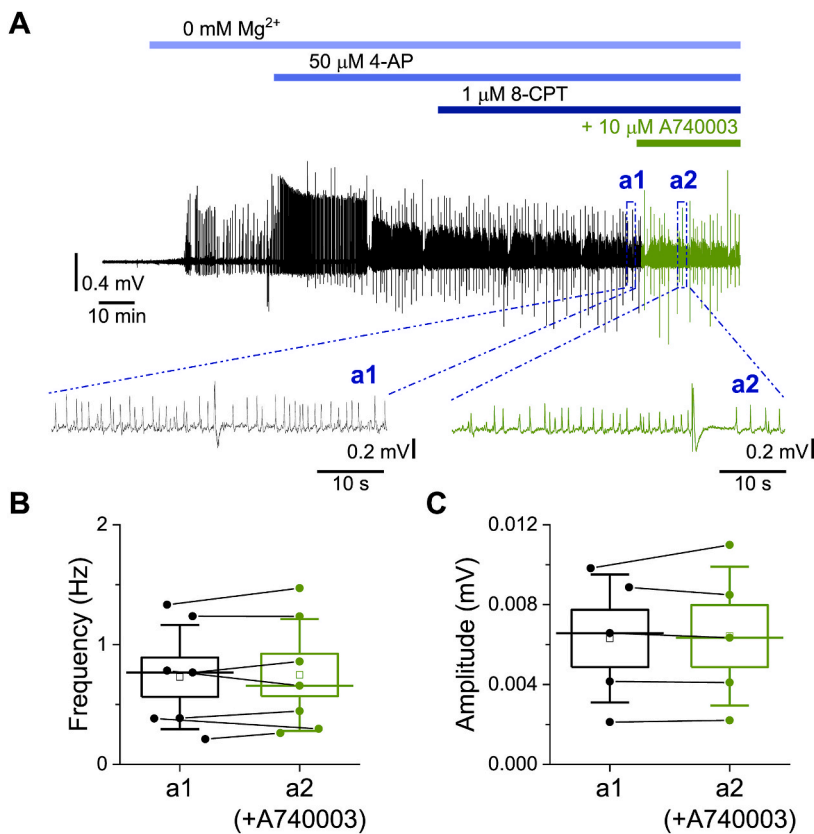 A
0 mM Mg²⁺
50 μM 4-AP
1 μM 8-CPT
+ 10 μM A740003
a1 a2
0.4 mV
10 min
a1 a2
0.2 mV 0.2 mV
10 s 10 s
B C
2 0.012
Frequency (Hz) Amplitude (mV)
0.008
1
0.004
0 0.000
a1 a2 a1 a2
(+A740003) (+A740003)